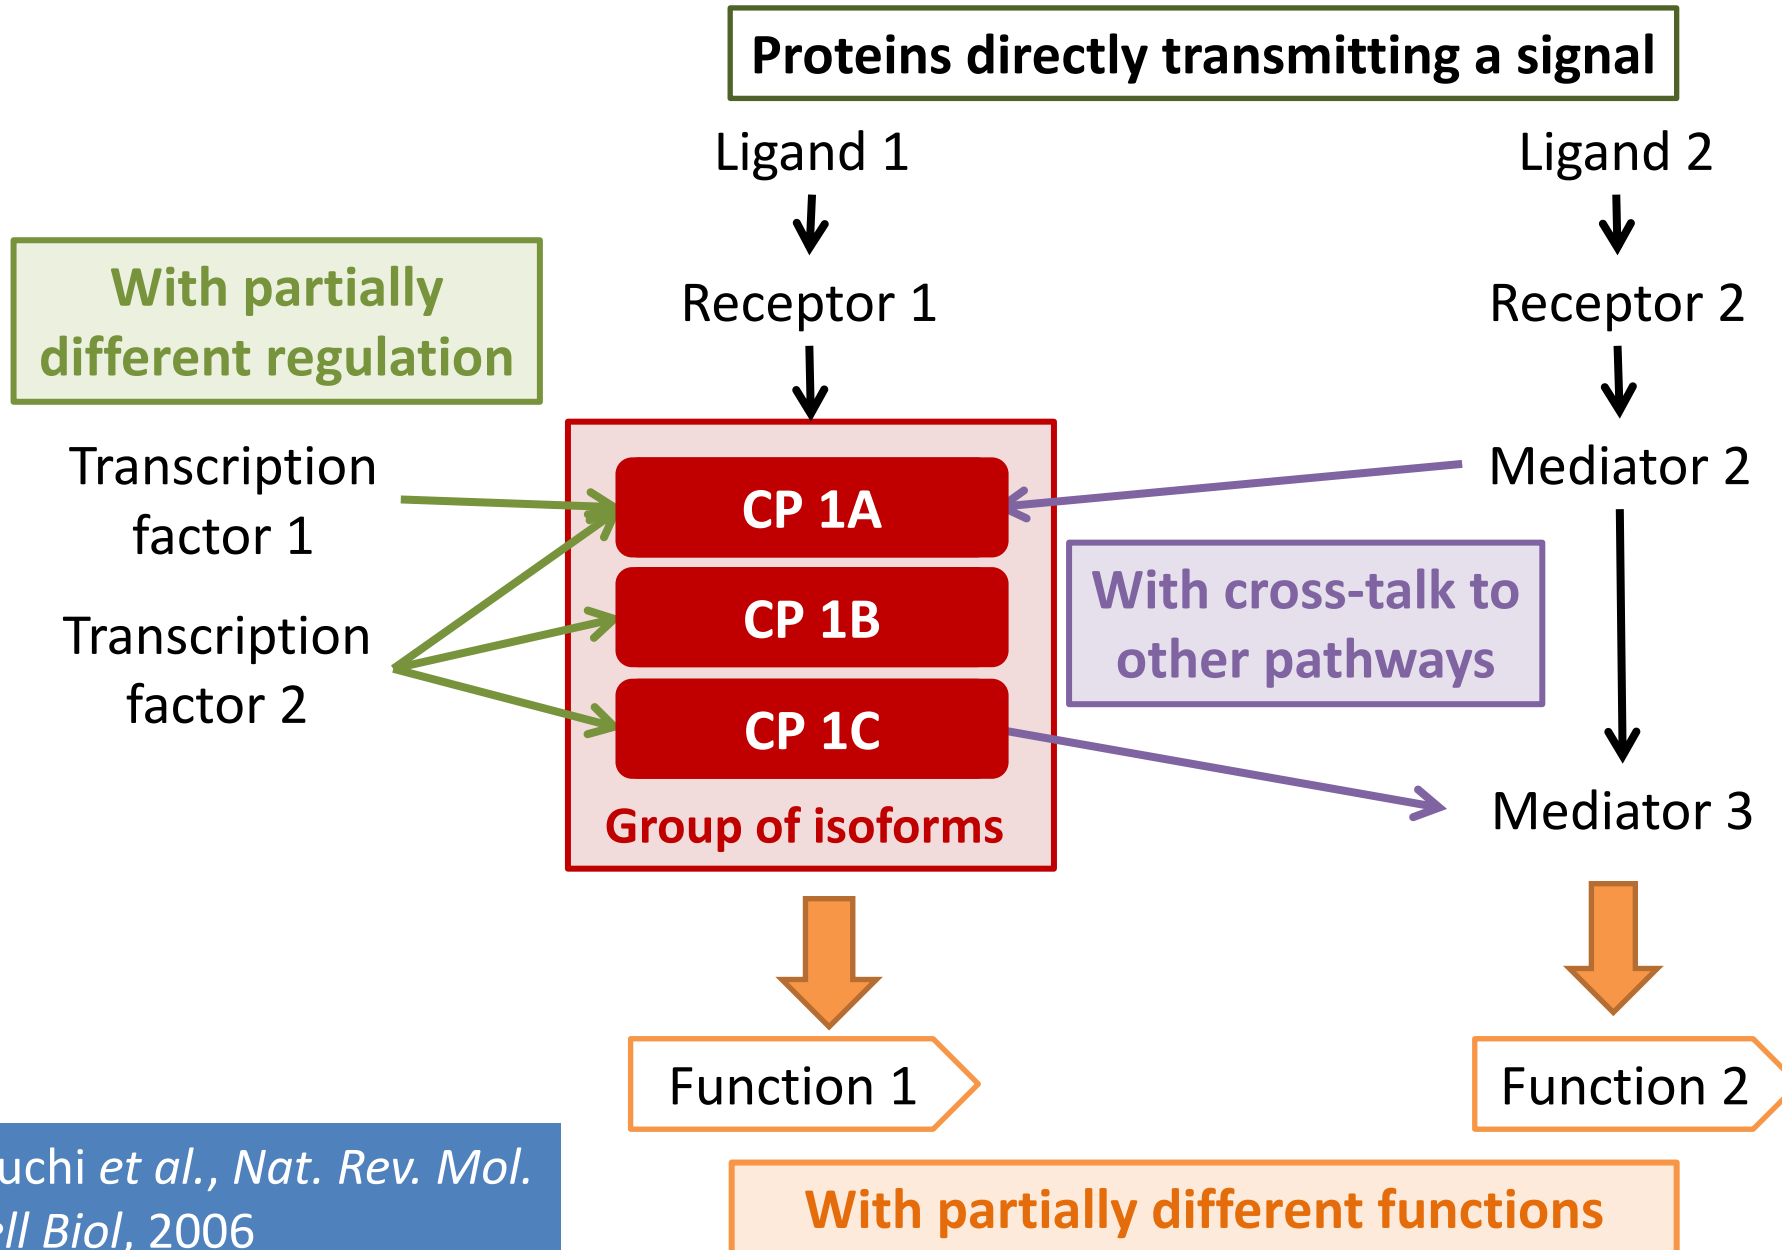 Proteins directly transmitting a signal
Ligand 1
Ligand 2
With partially
different regulation
Receptor 1
Receptor 2
Transcription
factor 1
CP 1A
Mediator 2
With cross-talk to
other pathways
Transcription
factor 2
CP 1B
CP 1C
Group of isoforms
Mediator 3
Function 1
Function 2
et al., Nat. Rev. Mol.
Biol, 2006
With partially different functions